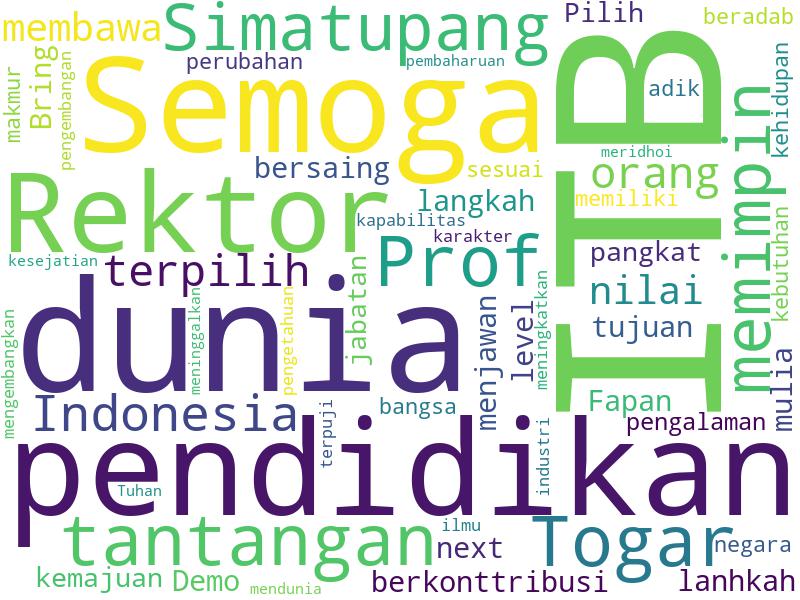 membawa Simatupang Pilih beradab
makmur Bring pengembangan perubahan pembaharuan
Semoga ITB adik kehidupan
bersaing sesuai meridhoi orang memimpin
Rektor langkah memiliki
kapabilitas karakter kebutuhan
kesejatian terpilih jabatan Prof pangkat
dunia meninggalkan pengetahuan nilai
mengembangkan menjawan level meningkatkan tujuan
Indonesia terpuji bangsa Fapan mulia
pendidikan industri pengalaman
Tuhan
tantangan ilmu next Togar negara
kemajuan Demo mendunia berkonttribusi lanhkah